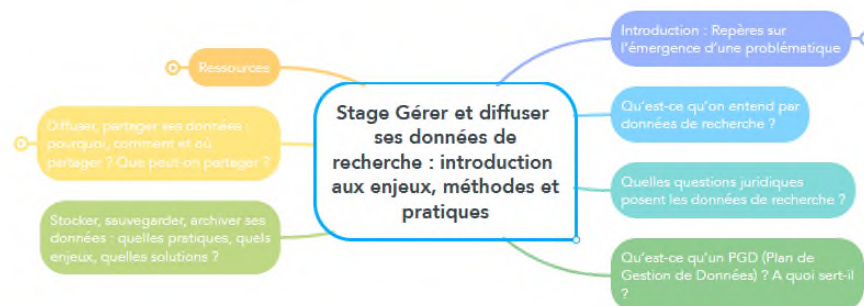 Stage Gérer et diffuser
ses données de
recherche : introduction
aux enjeux, méthodes et
pratiques
Introduction : Repères sur
l'émergence d'une problématique
Qu'est-ce qu'on entend par
données de recherche ?
Quelles questions juridiques
posent les données de recherche ?
Qu'est-ce qu'un PGD (Plan de
Gestion de Données) ? A quoi sert-il
?
Stocker, sauvegarder, archiver ses
données : quelles pratiques, quels
enjeux, quelles solutions ?
Diffuser, partager ses données :
pourquoi, comment et où
partager ? Que peut-on partager ?
Ressources